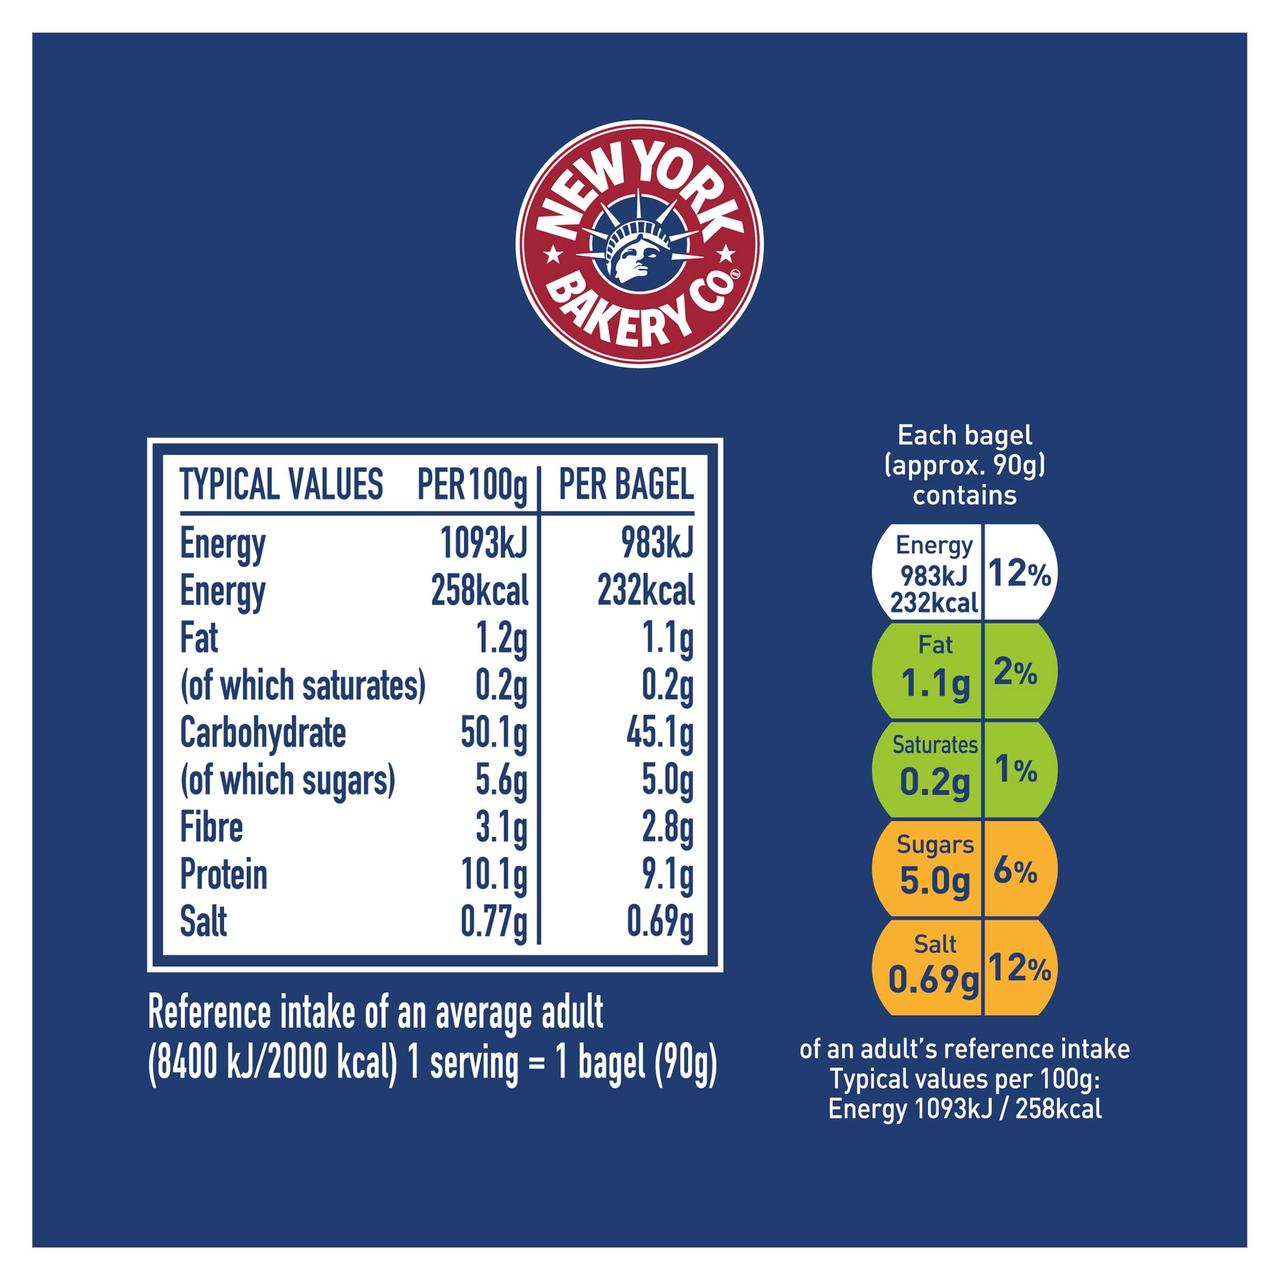 NEW YORK
BAKERY CO
TYPICAL VALUES PER 100g PER BAGEL
Energy 1093kJ 983kJ
Energy 258kcal 232kcal
Fat 1.2g 1.1g
(of which saturates) 0.2g 0.2g
Carbohydrate 50.1g 45.1g
(of which sugars) 5.6g 5.0g
Fibre 3.1g 2.8g
Protein 10.1g 9.1g
Salt 0.77g 0.69g
Reference intake of an average adult
(8400 kJ/2000 kcal) 1 serving = 1 bagel (90g)
Each bagel
(approx. 90g)
contains
Energy
983kJ 12%
232kcal
Fat
1.1g 2%
Saturates
0.2g 1%
Sugars
5.0g 6%
Salt
0.69g 12%
of an adult's reference intake
Typical values per 100g:
Energy 1093kJ / 258kcal